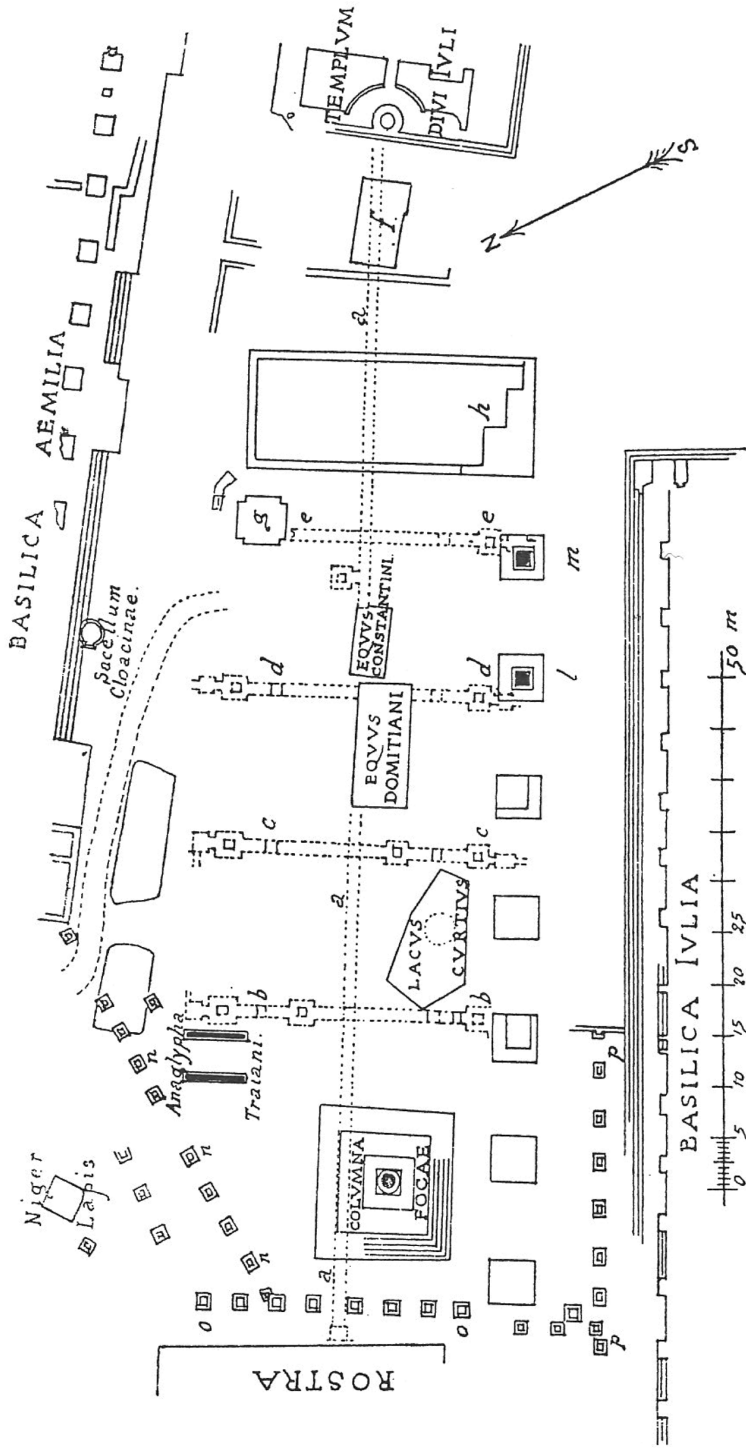 TEMPLVM
DIVI IVLI
f
N
S
a
BASILICA AEMILIA
h
g
e
e
m
EQVVS
CONSTANTINI.
Sacellum
Cloacinae.
d
d
l
EQVVS
DOMITIANI
c
c
a
LACVS
CVRTIVS
b
b
Anaglypha
Traiani.
n
Niger
Lapis
n
COLVMNA
FOCAE
a
o
o
p
p
ROSTRA
BASILICA IVLIA
0 5 10 15 20 25 50 m